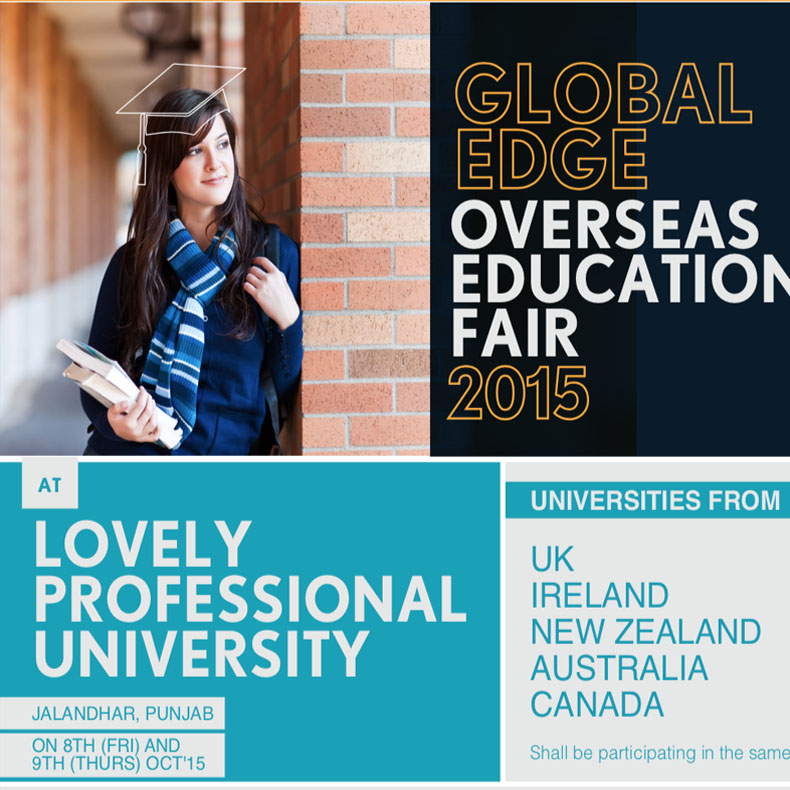 GLOBAL
EDGE
OVERSEAS
EDUCATION
FAIR
2015
AT
LOVELY
PROFESSIONAL
UNIVERSITY
JALANDHAR, PUNJAB
ON 8TH (FRI) AND
9TH (THURS) OCT'15
UNIVERSITIES FROM
UK
IRELAND
NEW ZEALAND
AUSTRALIA
CANADA
Shall be participating in the same